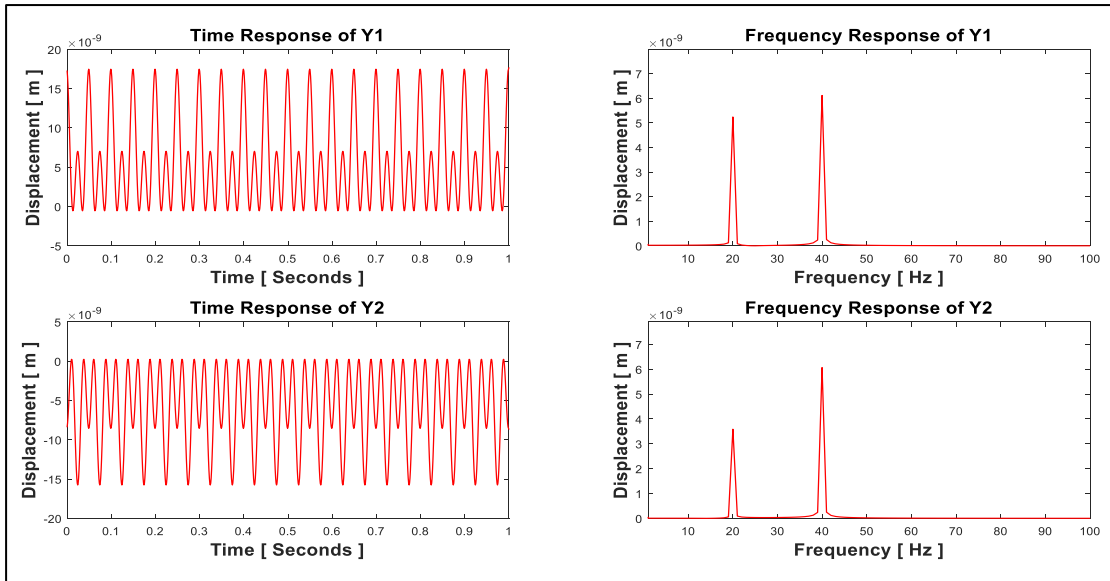 Time Response of Y1
×10⁻⁹
20
15
10
5
0
-5
Displacement [ m ]
0 0.1 0.2 0.3 0.4 0.5 0.6 0.7 0.8 0.9 1
Time [ Seconds ]
Frequency Response of Y1
×10⁻⁹
7
6
5
4
3
2
1
0
Displacement [ m ]
10 20 30 40 50 60 70 80 90 100
Frequency [ Hz ]
Time Response of Y2
×10⁻⁹
5
0
-5
-10
-15
-20
Displacement [ m ]
0 0.1 0.2 0.3 0.4 0.5 0.6 0.7 0.8 0.9 1
Time [ Seconds ]
Frequency Response of Y2
×10⁻⁹
7
6
5
4
3
2
1
0
Displacement [ m ]
10 20 30 40 50 60 70 80 90 100
Frequency [ Hz ]